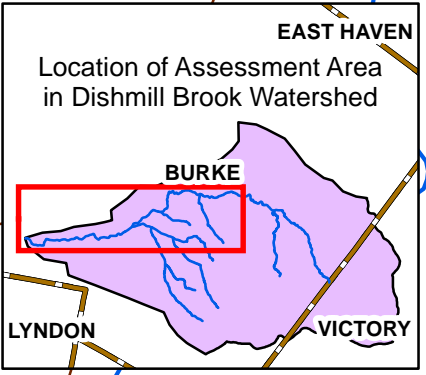 EAST HAVEN
Location of Assessment Area
in Dishmill Brook Watershed
BURKE
LYNDON
VICTORY